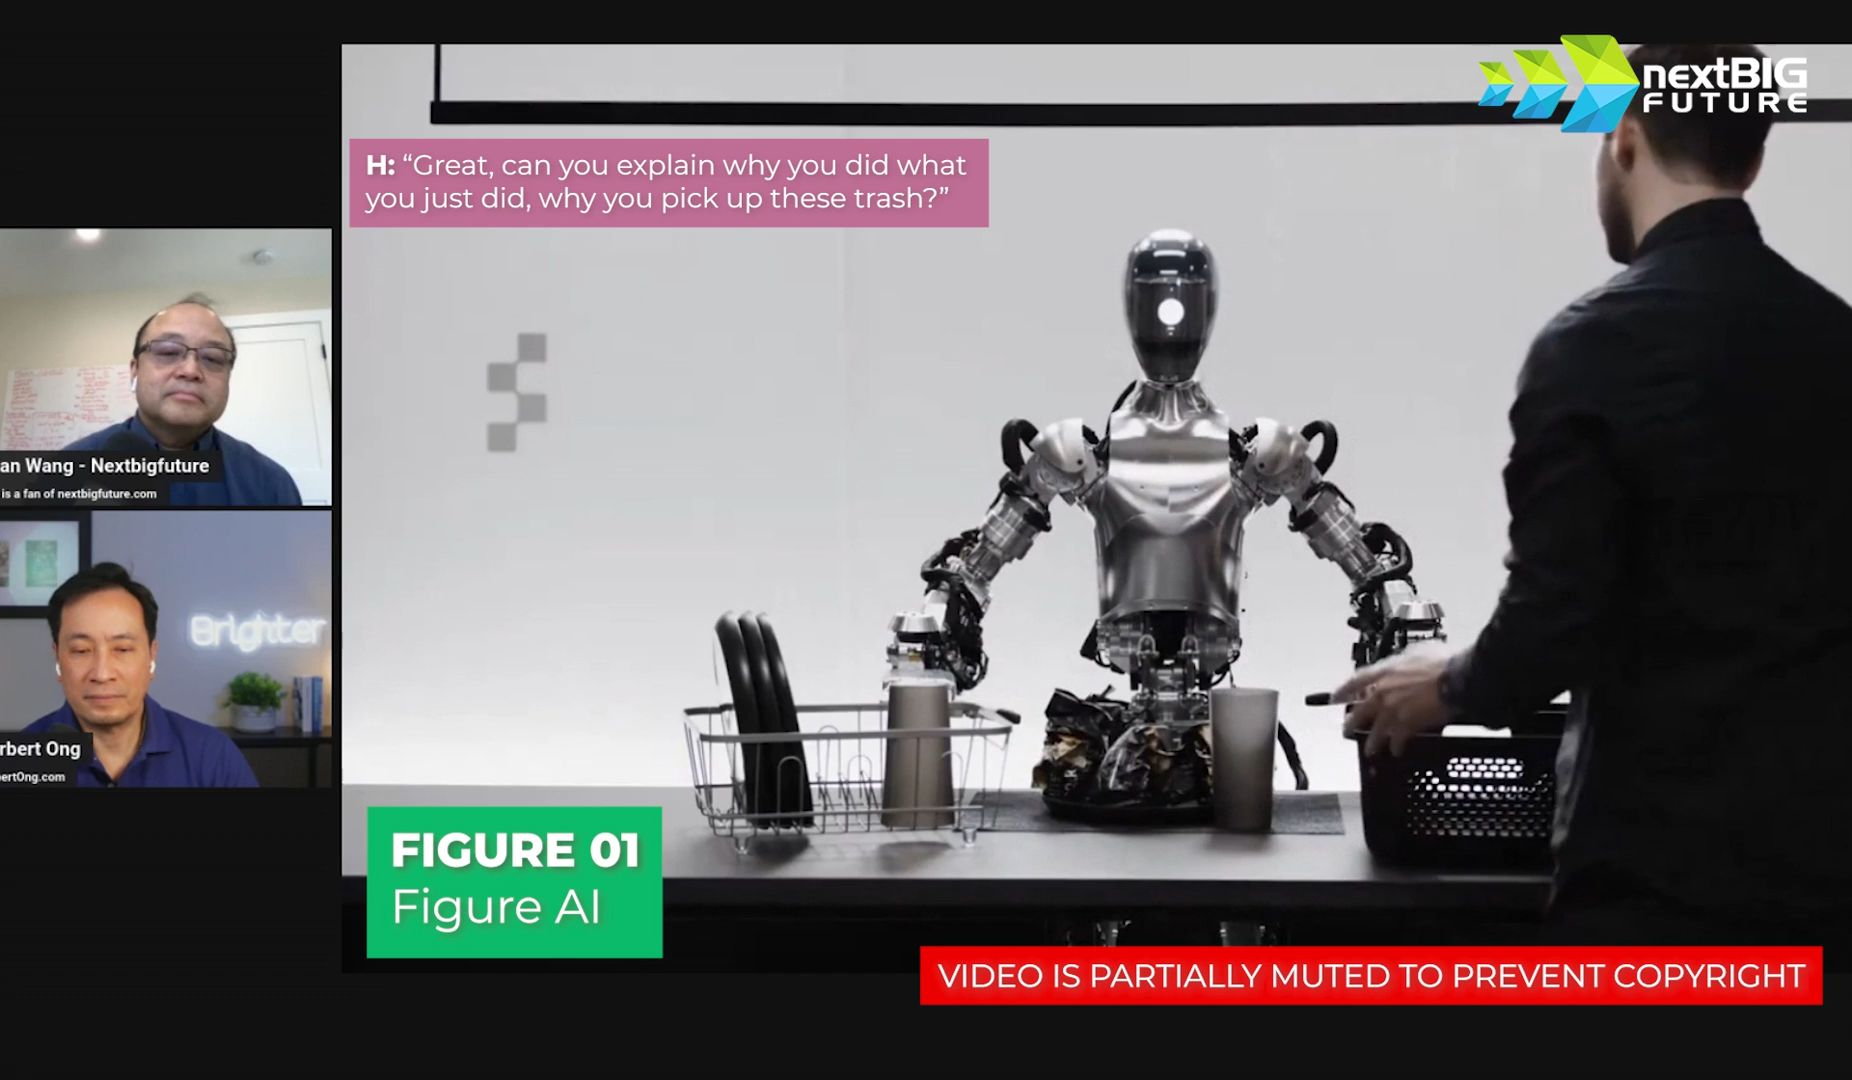 nextBIG
FUTURE
H: “Great, can you explain why you did what
you just did, why you pick up these trash?”
an Wang - Nextbigfuture
is a fan of nextbigfuture.com
Brighter
rbert Ong
bertOng.com
FIGURE 01
Figure AI
VIDEO IS PARTIALLY MUTED TO PREVENT COPYRIGHT